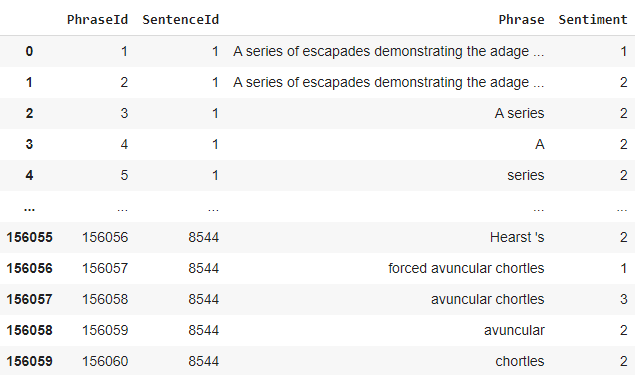 PhraseId SentenceId Phrase Sentiment
0 1 1 A series of escapades demonstrating the adage ... 1
1 2 1 A series of escapades demonstrating the adage ... 2
2 3 1 A series 2
3 4 1 A 2
4 5 1 series 2
... ... ... ... ...
156055 156056 8544 Hearst 's 2
156056 156057 8544 forced avuncular chortles 1
156057 156058 8544 avuncular chortles 3
156058 156059 8544 avuncular 2
156059 156060 8544 chortles 2